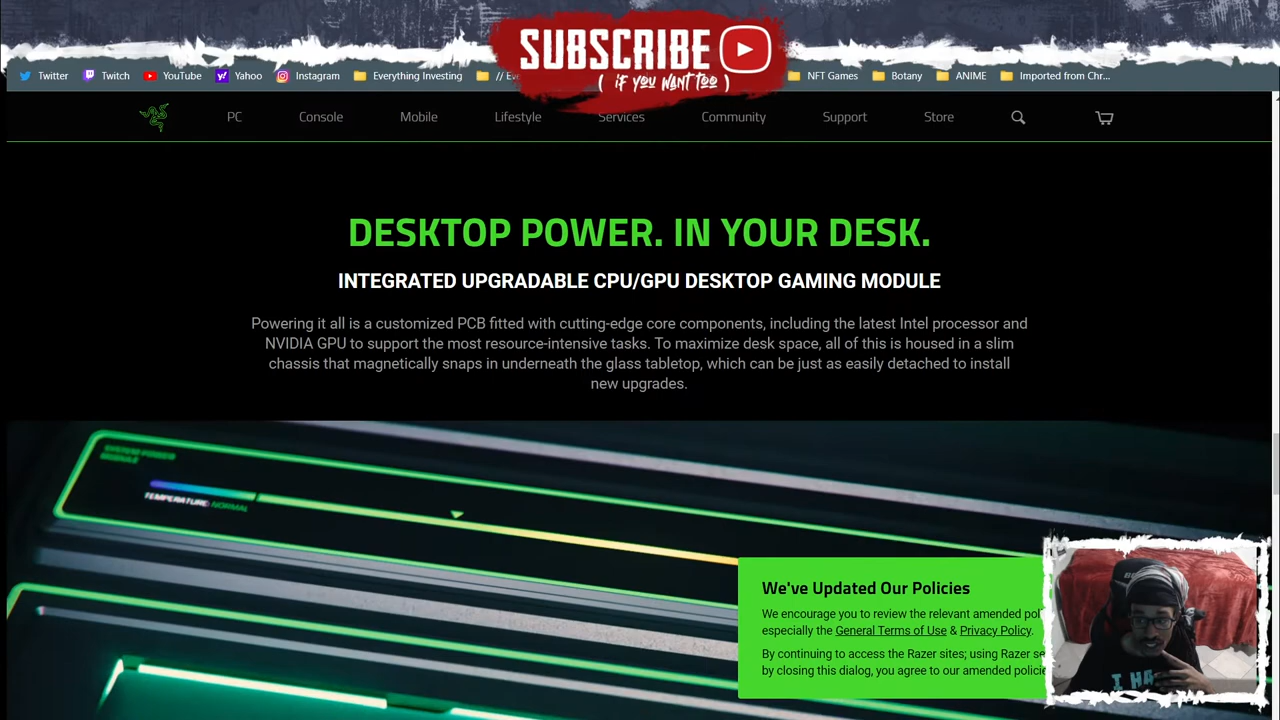 SUBSCRIBE
( if you want too )
Twitter
Twitch
YouTube
Yahoo
Instagram
Everything Investing
NFT Games
Botany
ANIME
Imported from Chr...
PC
Console
Mobile
Lifestyle
Services
Community
Support
Store
DESKTOP POWER. IN YOUR DESK.
INTEGRATED UPGRADABLE CPU/GPU DESKTOP GAMING MODULE
Powering it all is a customized PCB fitted with cutting-edge core components, including the latest Intel processor and
NVIDIA GPU to support the most resource-intensive tasks. To maximize desk space, all of this is housed in a slim
chassis that magnetically snaps in underneath the glass tabletop, which can be just as easily detached to install
new upgrades.
TEMPERATURE: NORMAL
We've Updated Our Policies
We encourage you to review the relevant amended
especially the General Terms of Use & Privacy Policy.
By continuing to access the Razer sites; using Razer
by closing this dialog, you agree to our amended
I HA